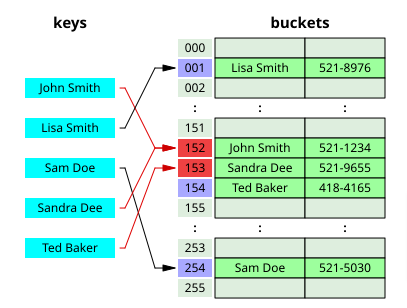 keys buckets
000
001 Lisa Smith 521-8976
John Smith 002
: : :
Lisa Smith 151
152 John Smith 521-1234
Sam Doe 153 Sandra Dee 521-9655
154 Ted Baker 418-4165
Sandra Dee 155
: : :
Ted Baker 253
254 Sam Doe 521-5030
255